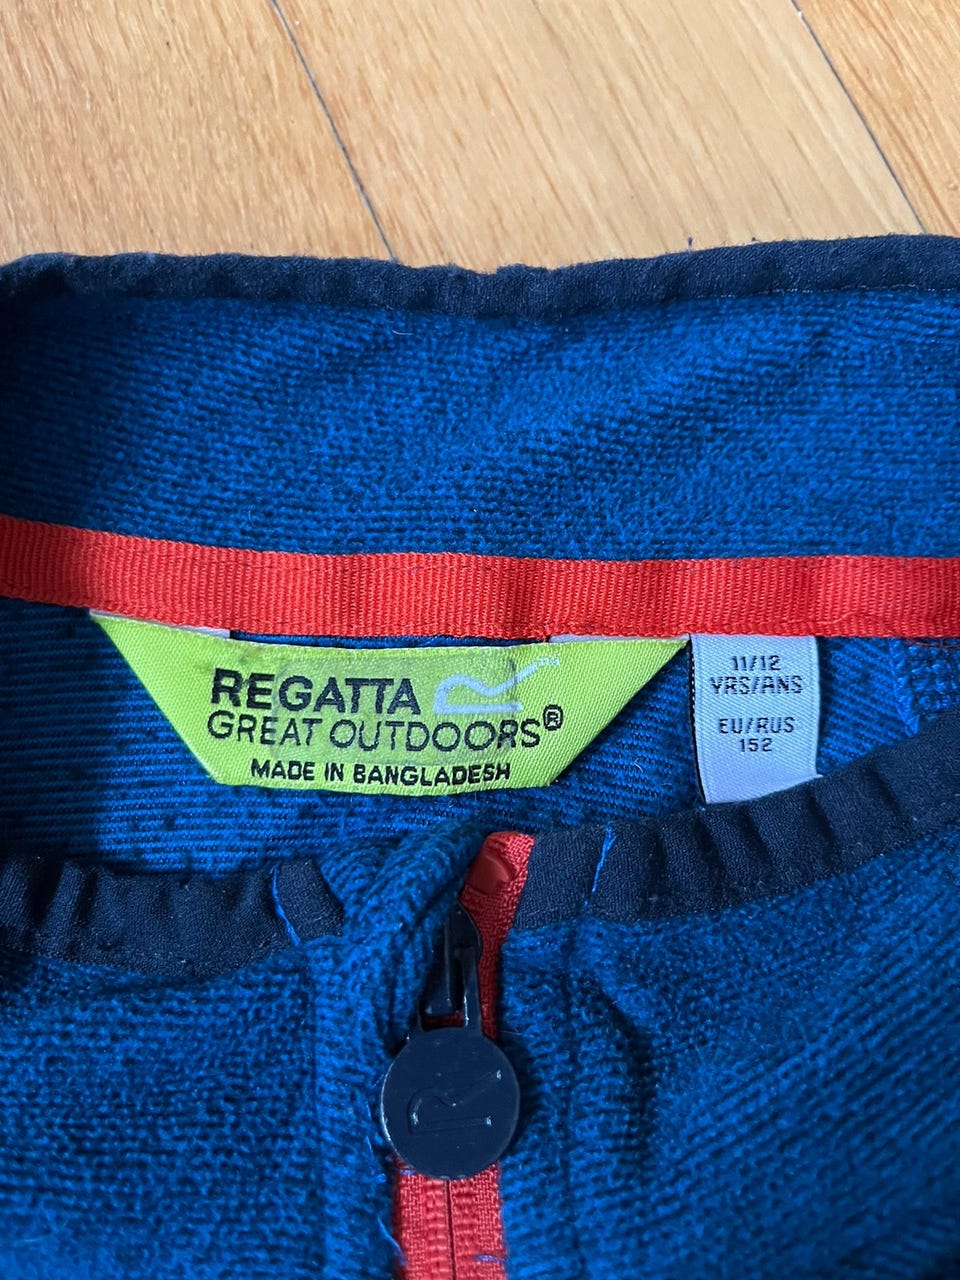 REGATTA
GREAT OUTDOORS®
MADE IN BANGLADESH
11/12
YRS/ANS
EU/RUS
152